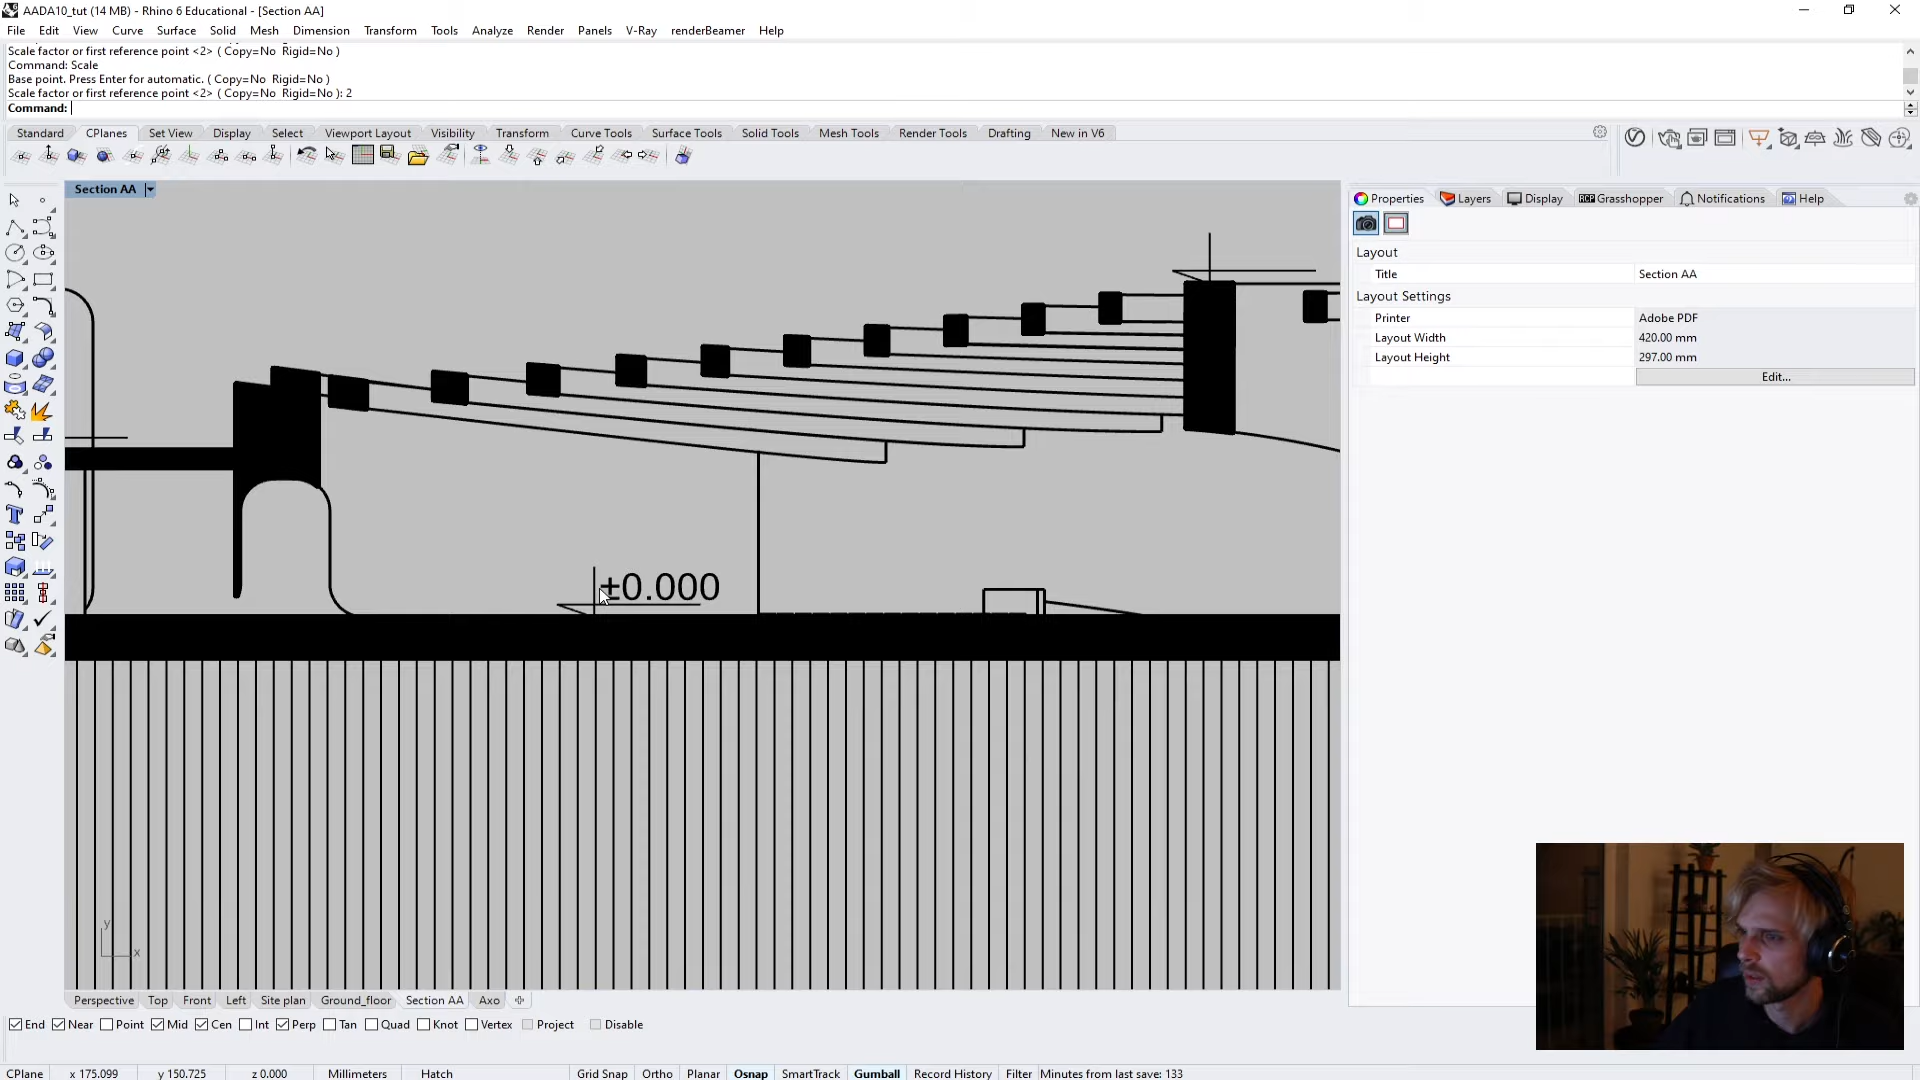 AADA10_tut (14 MB) - Rhino 6 Educational - [Section AA]
File Edit View Curve Surface Solid Mesh Dimension Transform Tools Analyze Render Panels V-Ray renderBeamer Help
Scale factor or first reference point <2> ( Copy=No Rigid=No )
Command: Scale
Base point. Press Enter for automatic. ( Copy=No Rigid=No )
Scale factor or first reference point <2> ( Copy=No Rigid=No ): 2
Command:
Standard CPlanes Set View Display Select Viewport Layout Visibility Transform Curve Tools Surface Tools Solid Tools Mesh Tools Render Tools Drafting New in V6
Section AA
Properties Layers Display Grasshopper Notifications Help
Layout
Title Section AA
Layout Settings
Printer Adobe PDF
Layout Width 420.00 mm
Layout Height 297.00 mm
Edit...
±0.000
y
x
Perspective Top Front Left Site plan Ground_floor Section AA Axo
End Near Point Mid Cen Int Perp Tan Quad Knot Vertex Project Disable
CPlane x 175.099 y 150.725 z 0.000 Millimeters Hatch Grid Snap Ortho Planar Osnap SmartTrack Gumball Record History Filter Minutes from last save: 133